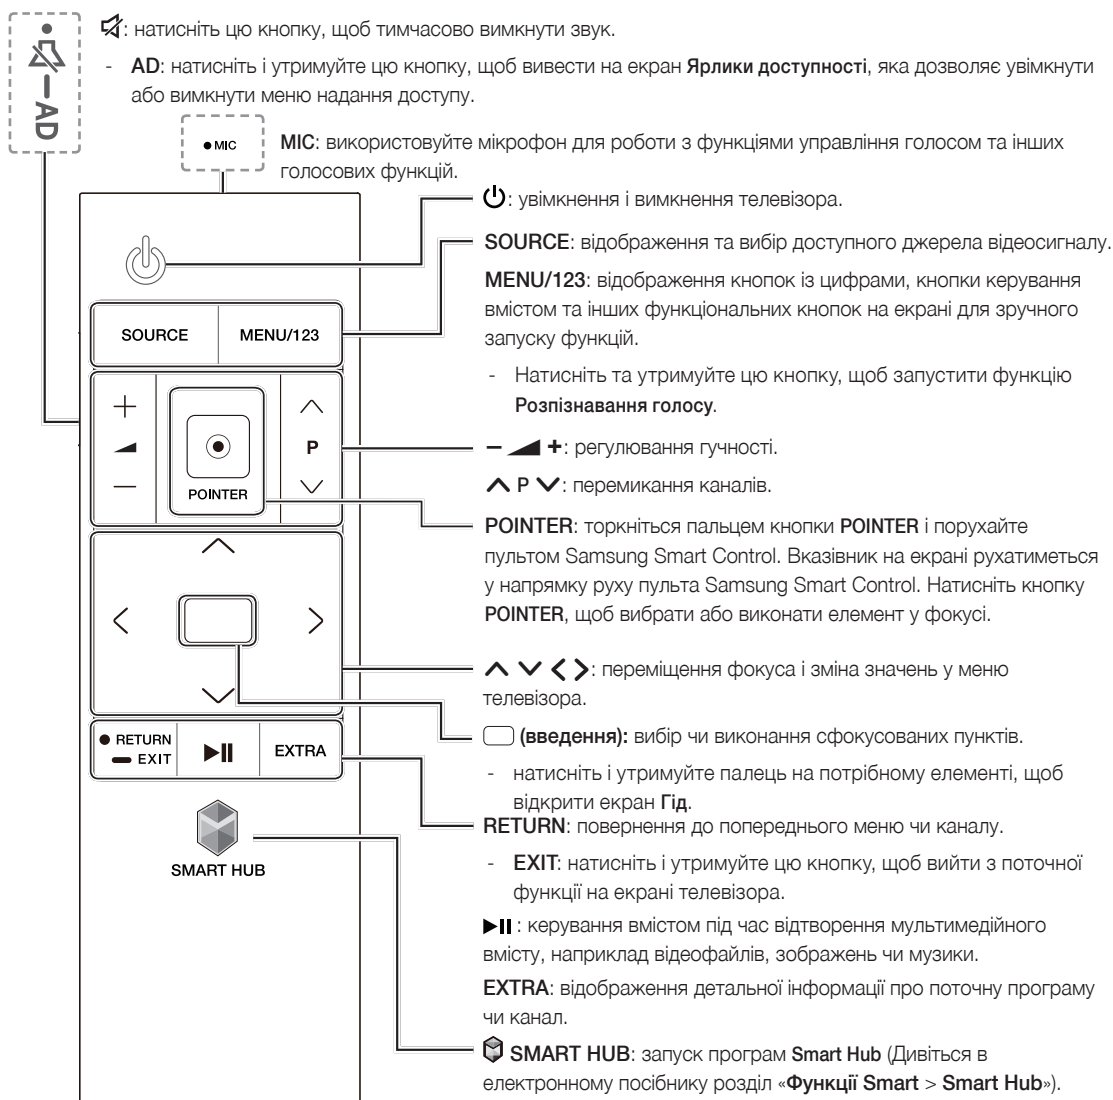 : натисніть цю кнопку, щоб тимчасово вимкнути звук.
- AD: натисніть і утримуйте цю кнопку, щоб вивести на екран Ярлики доступності, яка дозволяє увімкнути
або вимкнути меню надання доступу.
AD
MIC
MIC: використовуйте мікрофон для роботи з функціями управління голосом та інших
голосових функцій.
: увімкнення і вимкнення телевізора.
SOURCE: відображення та вибір доступного джерела відеосигналу.
MENU/123: відображення кнопок із цифрами, кнопки керування
вмістом та інших функціональних кнопок на екрані для зручного
запуску функцій.
- Натисніть та утримуйте цю кнопку, щоб запустити функцію
Розпізнавання голосу.
SOURCE
MENU/123
+
P
—
POINTER
– +: регулювання гучності.
P : перемикання каналів.
POINTER: торкніться пальцем кнопки POINTER і порухайте
пультом Samsung Smart Control. Вказівник на екрані рухатиметься
у напрямку руху пульта Samsung Smart Control. Натисніть кнопку
POINTER, щоб вибрати або виконати елемент у фокусі.
: переміщення фокуса і зміна значень у меню
телевізора.
(введення): вибір чи виконання сфокусованих пунктів.
- натисніть і утримуйте палець на потрібному елементі, щоб
відкрити екран Гід.
RETURN
EXIT
EXTRA
RETURN: повернення до попереднього меню чи каналу.
- EXIT: натисніть і утримуйте цю кнопку, щоб вийти з поточної
функції на екрані телевізора.
SMART HUB
: керування вмістом під час відтворення мультимедійного
вмісту, наприклад відеофайлів, зображень чи музики.
EXTRA: відображення детальної інформації про поточну програму
чи канал.
SMART HUB: запуск програм Smart Hub (Дивіться в
електронному посібнику розділ «Функції Smart > Smart Hub»).